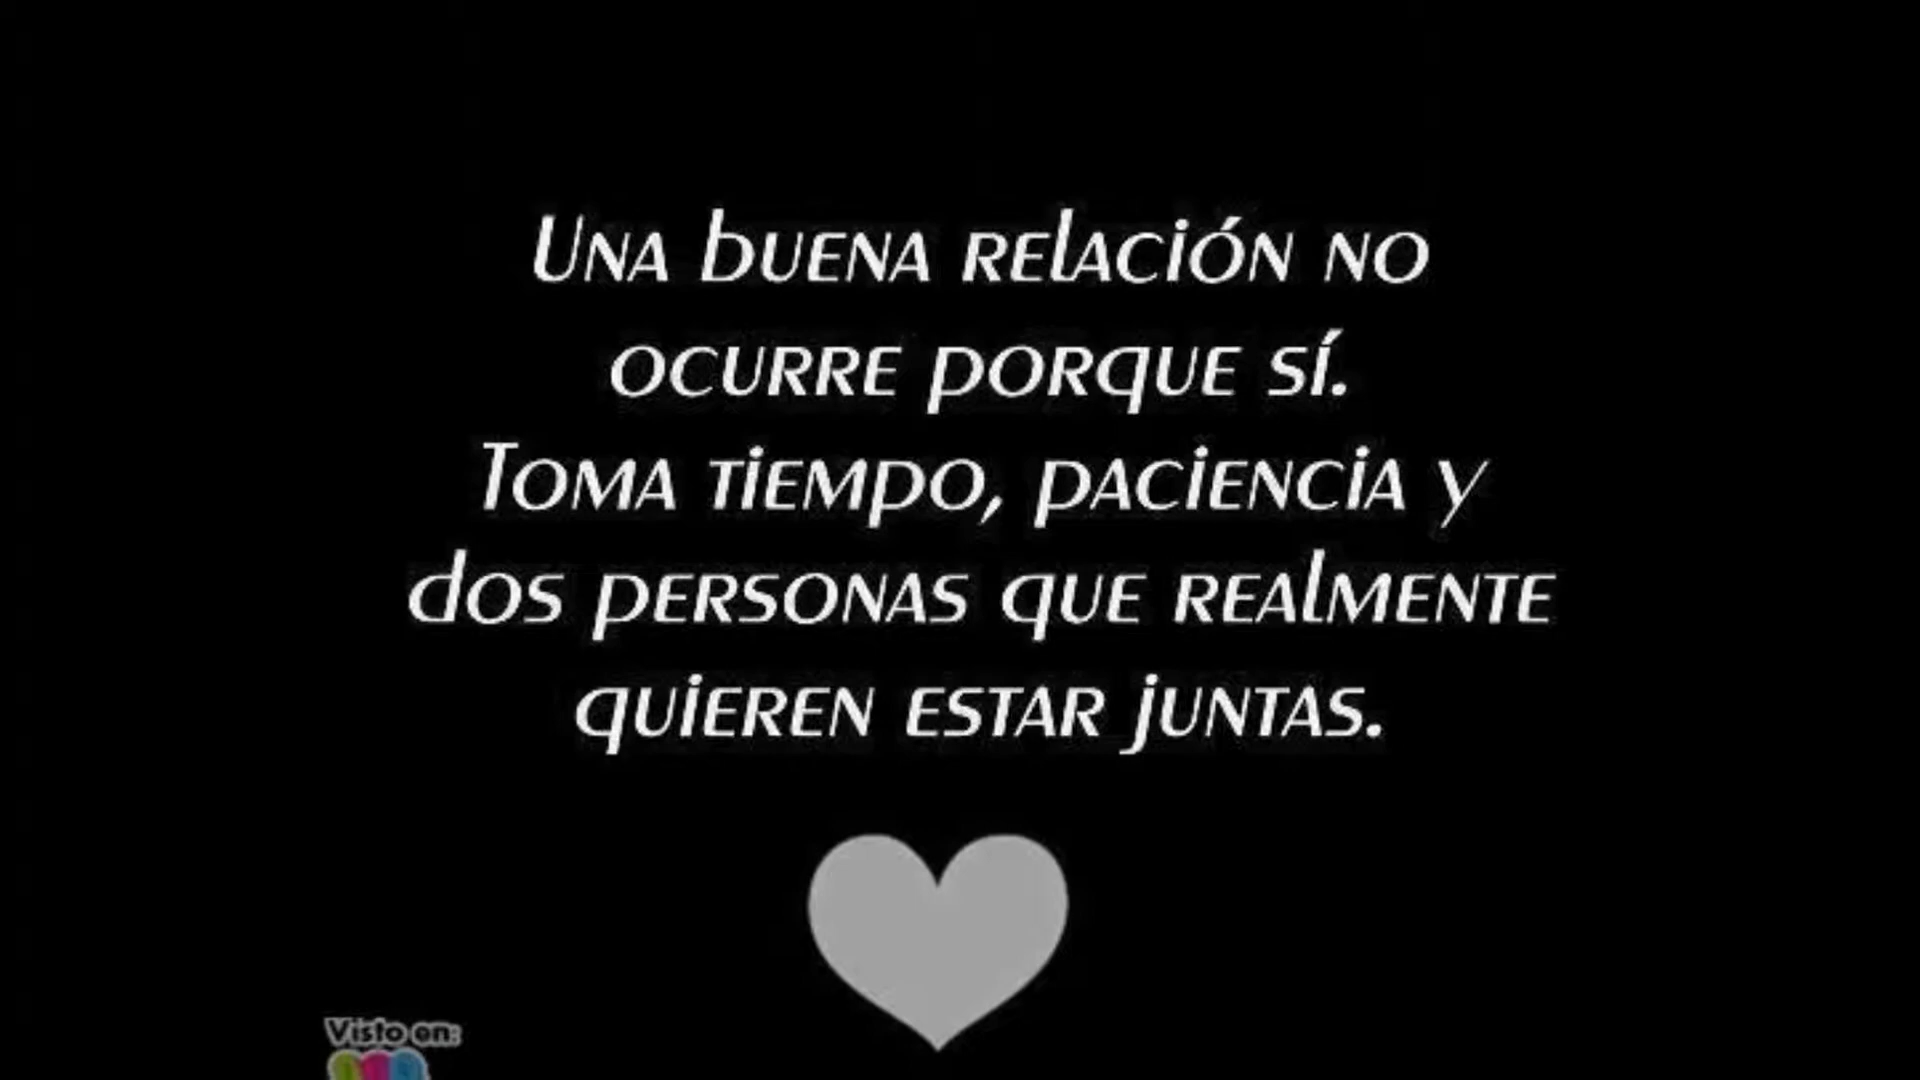 Una buena relación no
ocurre porque sí.
Toma tiempo, paciencia y
dos personas que realmente
quieren estar juntas.
Visto en: